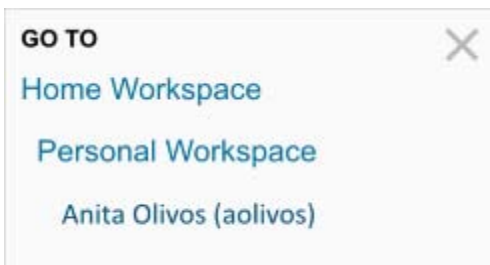 GO TO
Home Workspace
Personal Workspace
Anita Olivos (aolivos)